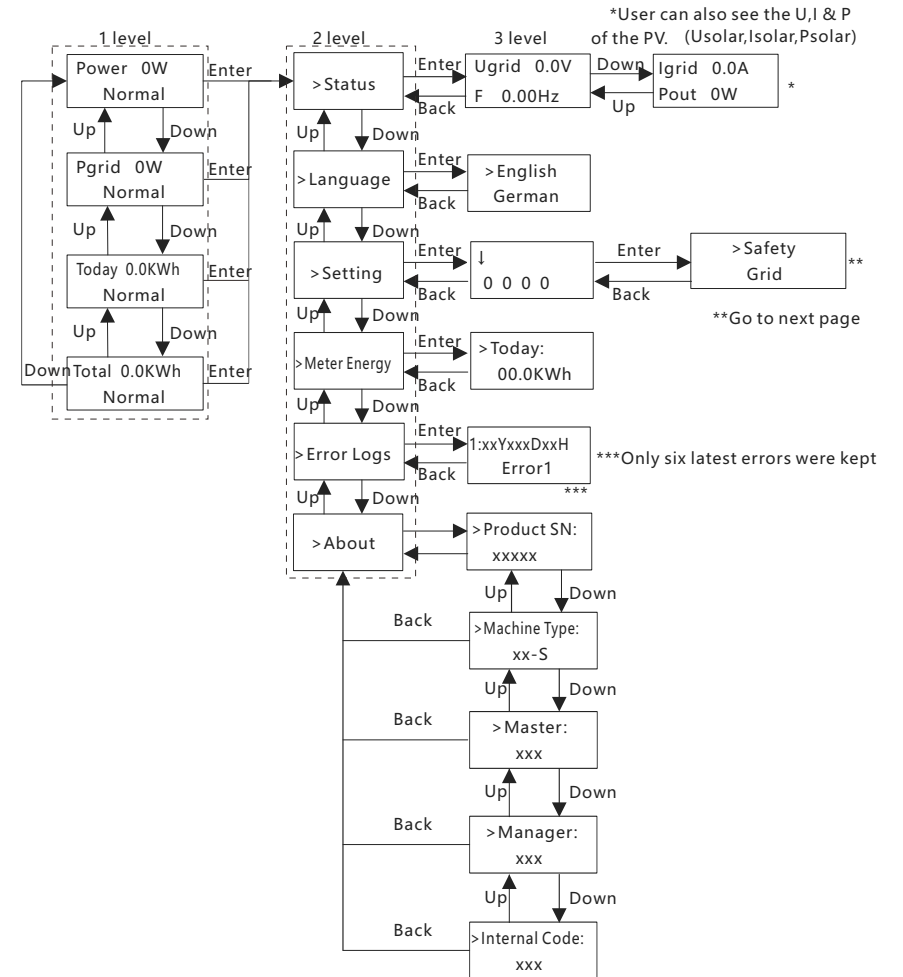 *User can also see the U,I & P
of the PV. (Usolar,Isolar,Psolar)
1 level
2 level
3 level
Power 0W
Normal
Enter
>Status
Enter
Back
Ugrid 0.0V
F 0.00Hz
Down
Up
Igrid 0.0A
Pout 0W
*
Up
Down
Up
Down
Pgrid 0W
Normal
Enter
>Language
Enter
Back
>English
German
Up
Down
Up
Down
Today 0.0KWh
Normal
Enter
>Setting
Enter
Back
↓
0 0 0 0
Enter
Back
>Safety
Grid
**
**Go to next page
Up
Down
Up
Down
Down
Total 0.0KWh
Normal
Enter
>Meter Energy
Enter
Back
>Today:
00.0KWh
Up
Down
>Error Logs
Enter
Back
1:xxYxxxDxxH
Error1
***Only six latest errors were kept
***
Up
Down
>About
>Product SN:
xxxxx
Up
Down
Back
>Machine Type:
xx-S
Up
Down
Back
>Master:
xxx
Up
Down
Back
>Manager:
xxx
Up
Down
Back
>Internal Code:
xxx